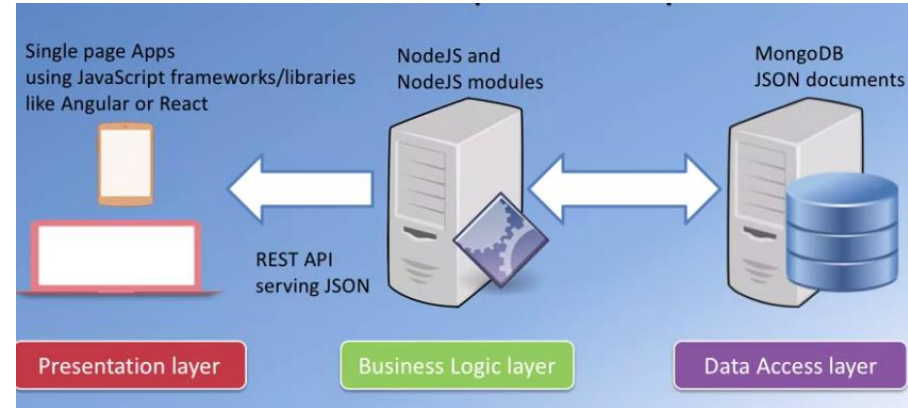 Single page Apps
using JavaScript frameworks/libraries
like Angular or React
NodeJS and
NodeJS modules
MongoDB
JSON documents
REST API
serving JSON
Presentation layer
Business Logic layer
Data Access layer